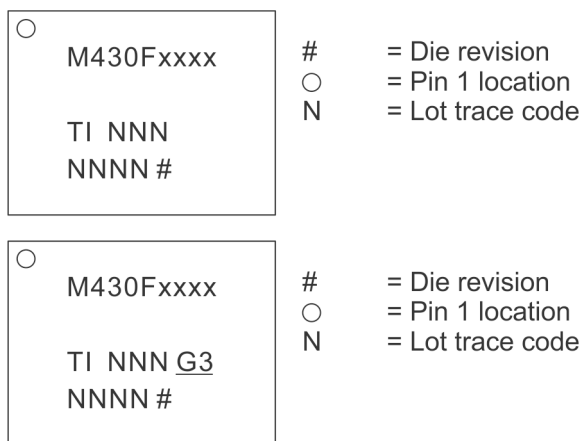 M430Fxxxx
TI NNN
NNNN #
# = Die revision
○ = Pin 1 location
N = Lot trace code
M430Fxxxx
TI NNN G3
NNNN #
# = Die revision
○ = Pin 1 location
N = Lot trace code